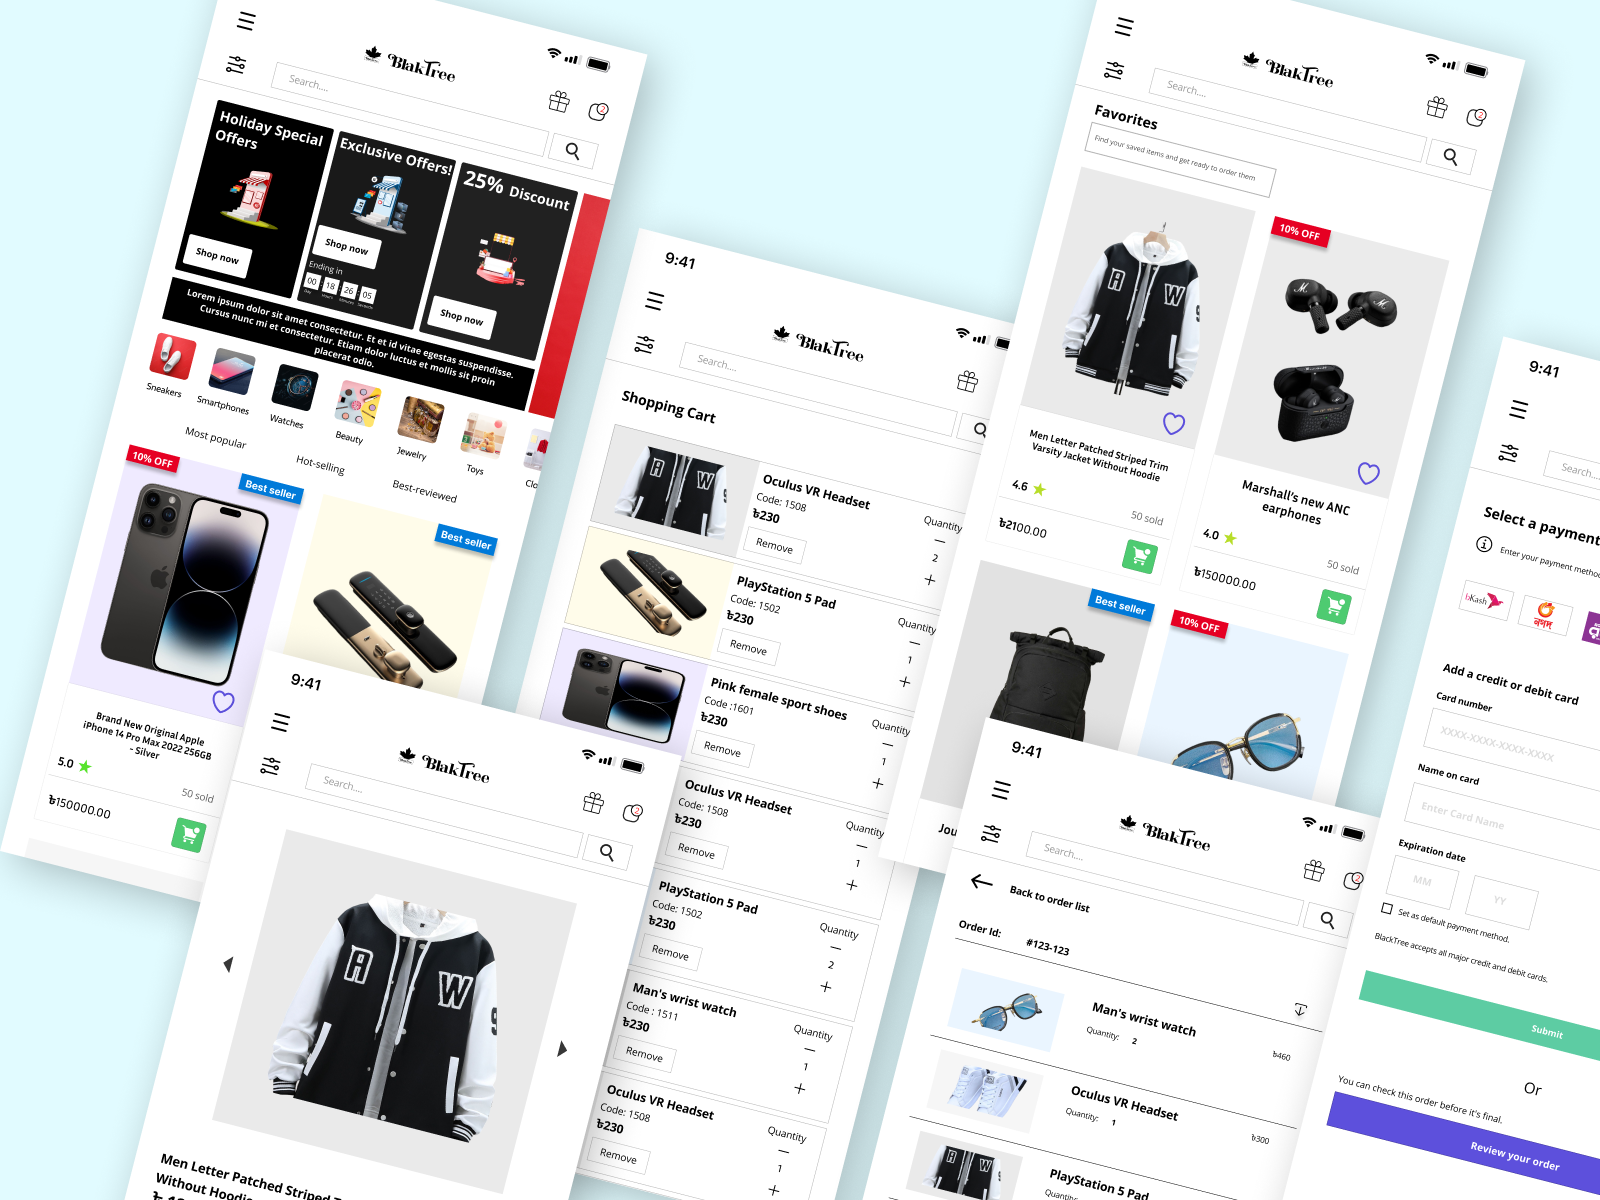 BlakTree
Search....
2
Holiday Special
Offers
Shop now
Exclusive Offers!
Shop now
Ending in
00
18
26
05
25% Discount
Shop now
Lorem ipsum dolor sit amet consectetur. Et et id vitae egestas suspendisse.
Cursus nunc mi et consectetur. Etiam dolor luctus et mollis sit proin
placerat odio.
Sneakers
Smartphones
Watches
Beauty
Jewelry
Toys
Clo
Most popular
Hot-selling
Best-reviewed
10% OFF
Best seller
Best seller
Brand New Original Apple
iPhone 14 Pro Max 2022 256GB
- Silver
5.0
50 sold
৳150000.00
9:41
BlakTree
Search....
2
Men Letter Patched Striped T
Without Hoodie
9:41
BlakTree
Search....
Shopping Cart
Oculus VR Headset
Code: 1508
৳230
Remove
Quantity
2
PlayStation 5 Pad
Code: 1502
৳230
Remove
Quantity
1
Pink female sport shoes
Code :1601
৳230
Remove
Quantity
1
Oculus VR Headset
Code: 1508
৳230
Remove
Quantity
1
PlayStation 5 Pad
Code: 1502
৳230
Remove
Quantity
2
Man's wrist watch
Code : 1511
৳230
Remove
Quantity
1
Oculus VR Headset
Code: 1508
৳230
Remove
Quantity
1
BlakTree
Search....
2
Favorites
Find your saved items and get ready to order them
A W
Men Letter Patched Striped Trim
Varsity Jacket Without Hoodie
4.6
50 sold
৳2100.00
10% OFF
Marshall's new ANC
earphones
4.0
50 sold
৳150000.00
Best seller
10% OFF
Jou
9:41
BlakTree
Search....
2
Back to order list
Order Id:
#123-123
Man's wrist watch
Quantity:
2
৳460
Oculus VR Headset
Quantity:
1
৳300
PlayStation 5 Pad
Quantity:
9:41
Search....
Select a payment
Enter your payment metho
bKash
নগদ
Add a credit or debit card
Card number
XXXX-XXXX-XXXX-XXXX
Name on card
Enter Card Name
Expiration date
MM
YY
Set as default payment method.
BlackTree accepts all major credit and debit cards.
Submit
Or
You can check this order before it's final.
Review your order